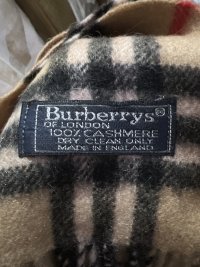 Burberrys®
OF LONDON
100% CASHMERE
DRY CLEAN ONLY
MADE IN ENGLAND